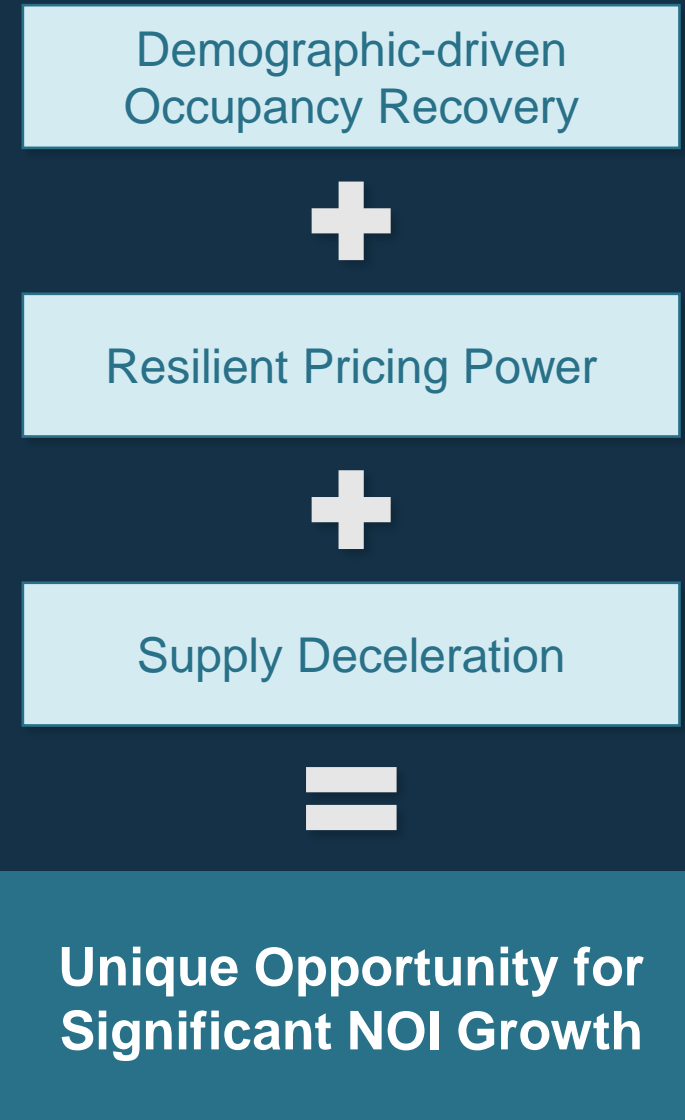 Demographic-driven
Occupancy Recovery
+
Resilient Pricing Power
+
Supply Deceleration
=
Unique Opportunity for
Significant NOI Growth